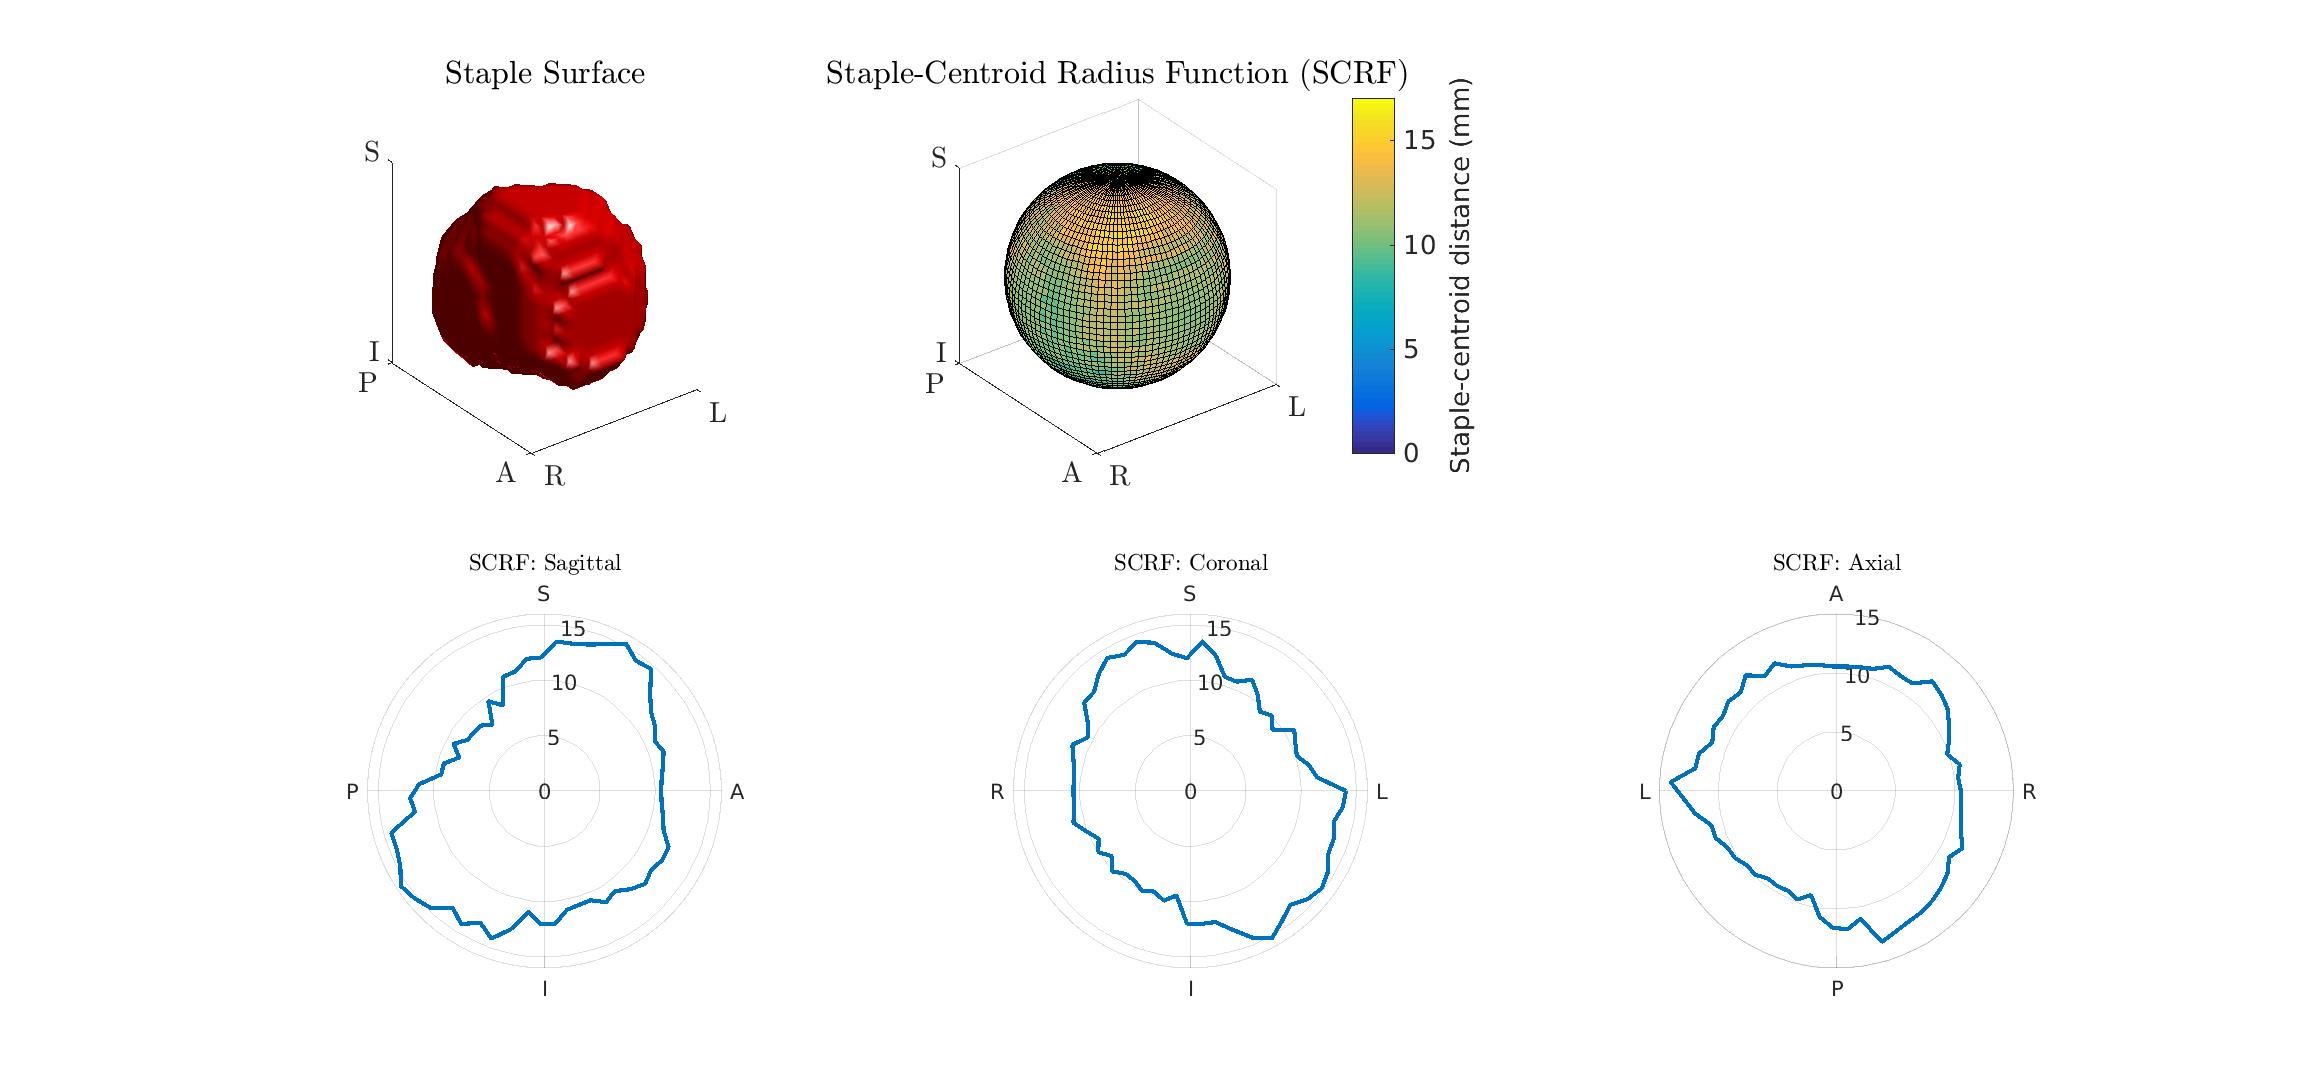 Staple Surface
S
I
P
A
R
L
Staple-Centroid Radius Function (SCRF)
S
I
P
A
R
L
15
10
5
0
Staple-centroid distance (mm)
SCRF: Sagittal
S
15
10
5
0
P
A
I
SCRF: Coronal
S
15
10
5
0
R
L
I
SCRF: Axial
A
15
10
5
0
L
R
P